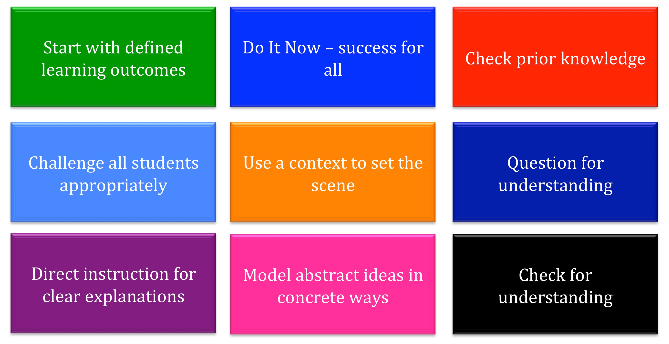 Start with defined
learning outcomes
Do It Now – success for
all
Check prior knowledge
Challenge all students
appropriately
Use a context to set the
scene
Question for
understanding
Direct instruction for
clear explanations
Model abstract ideas in
concrete ways
Check for
understanding